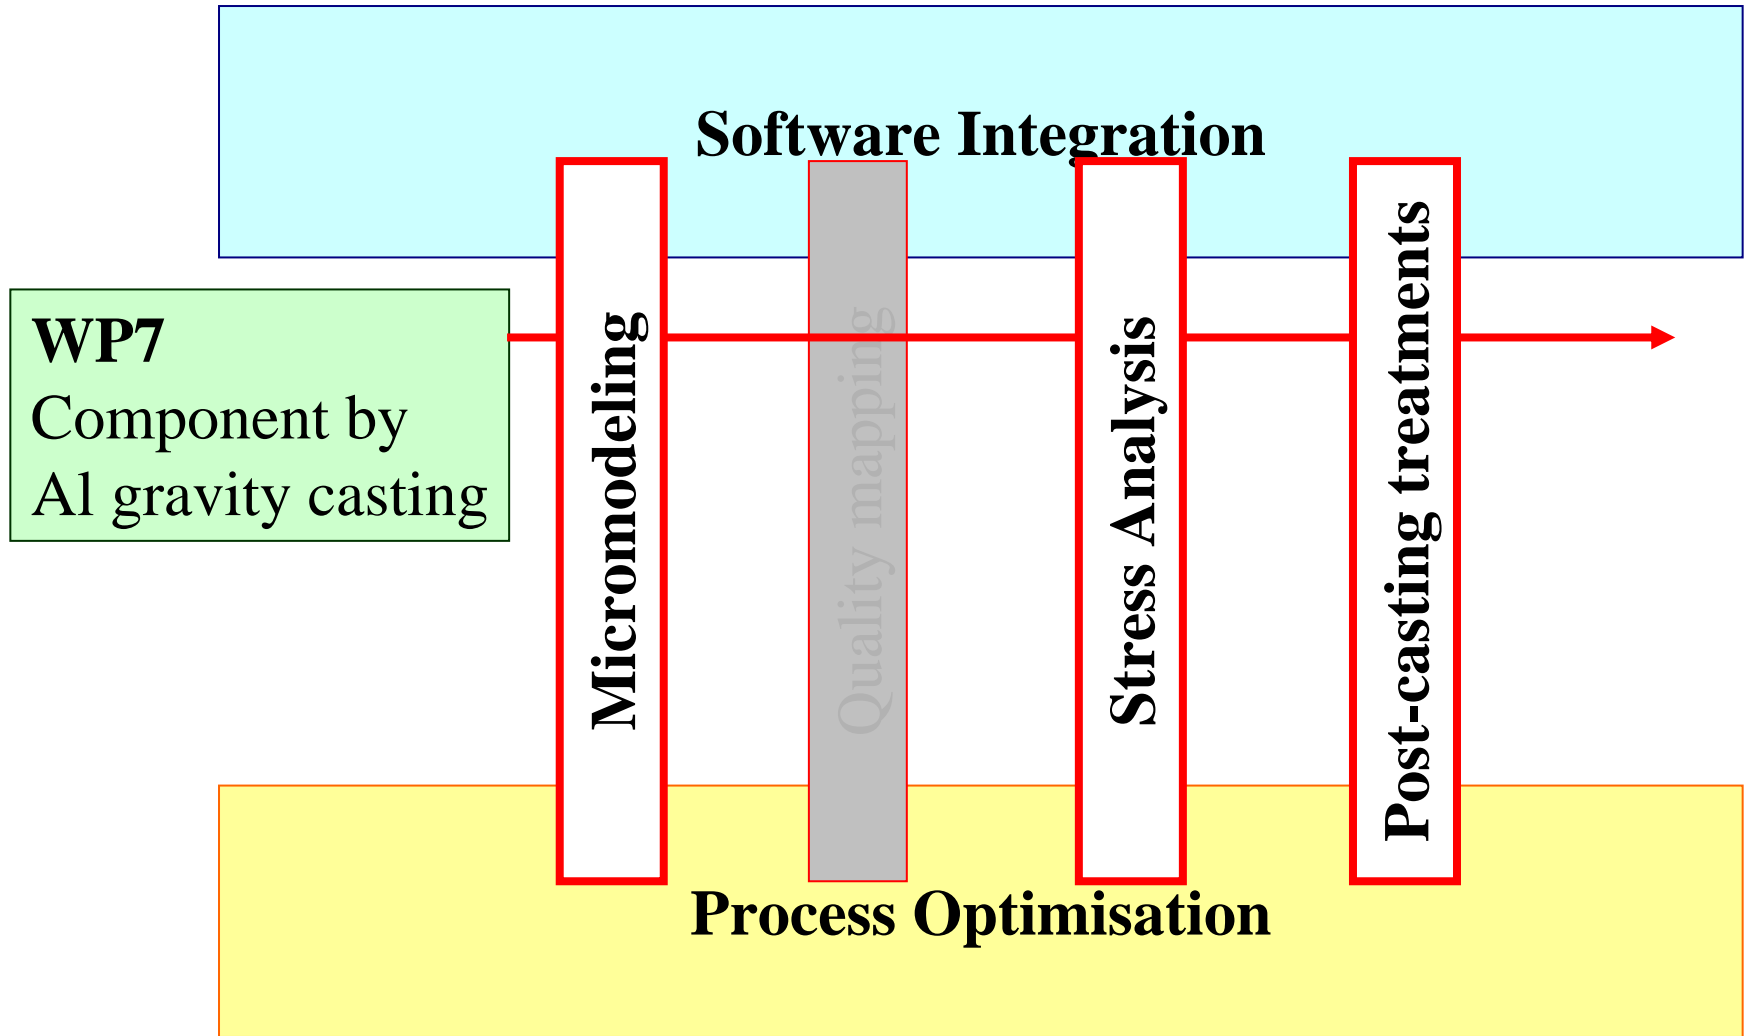 Software Integration
WP7
Component by
Al gravity casting
Micromodeling
Quality mapping
Stress Analysis
Post-casting treatments
Process Optimisation